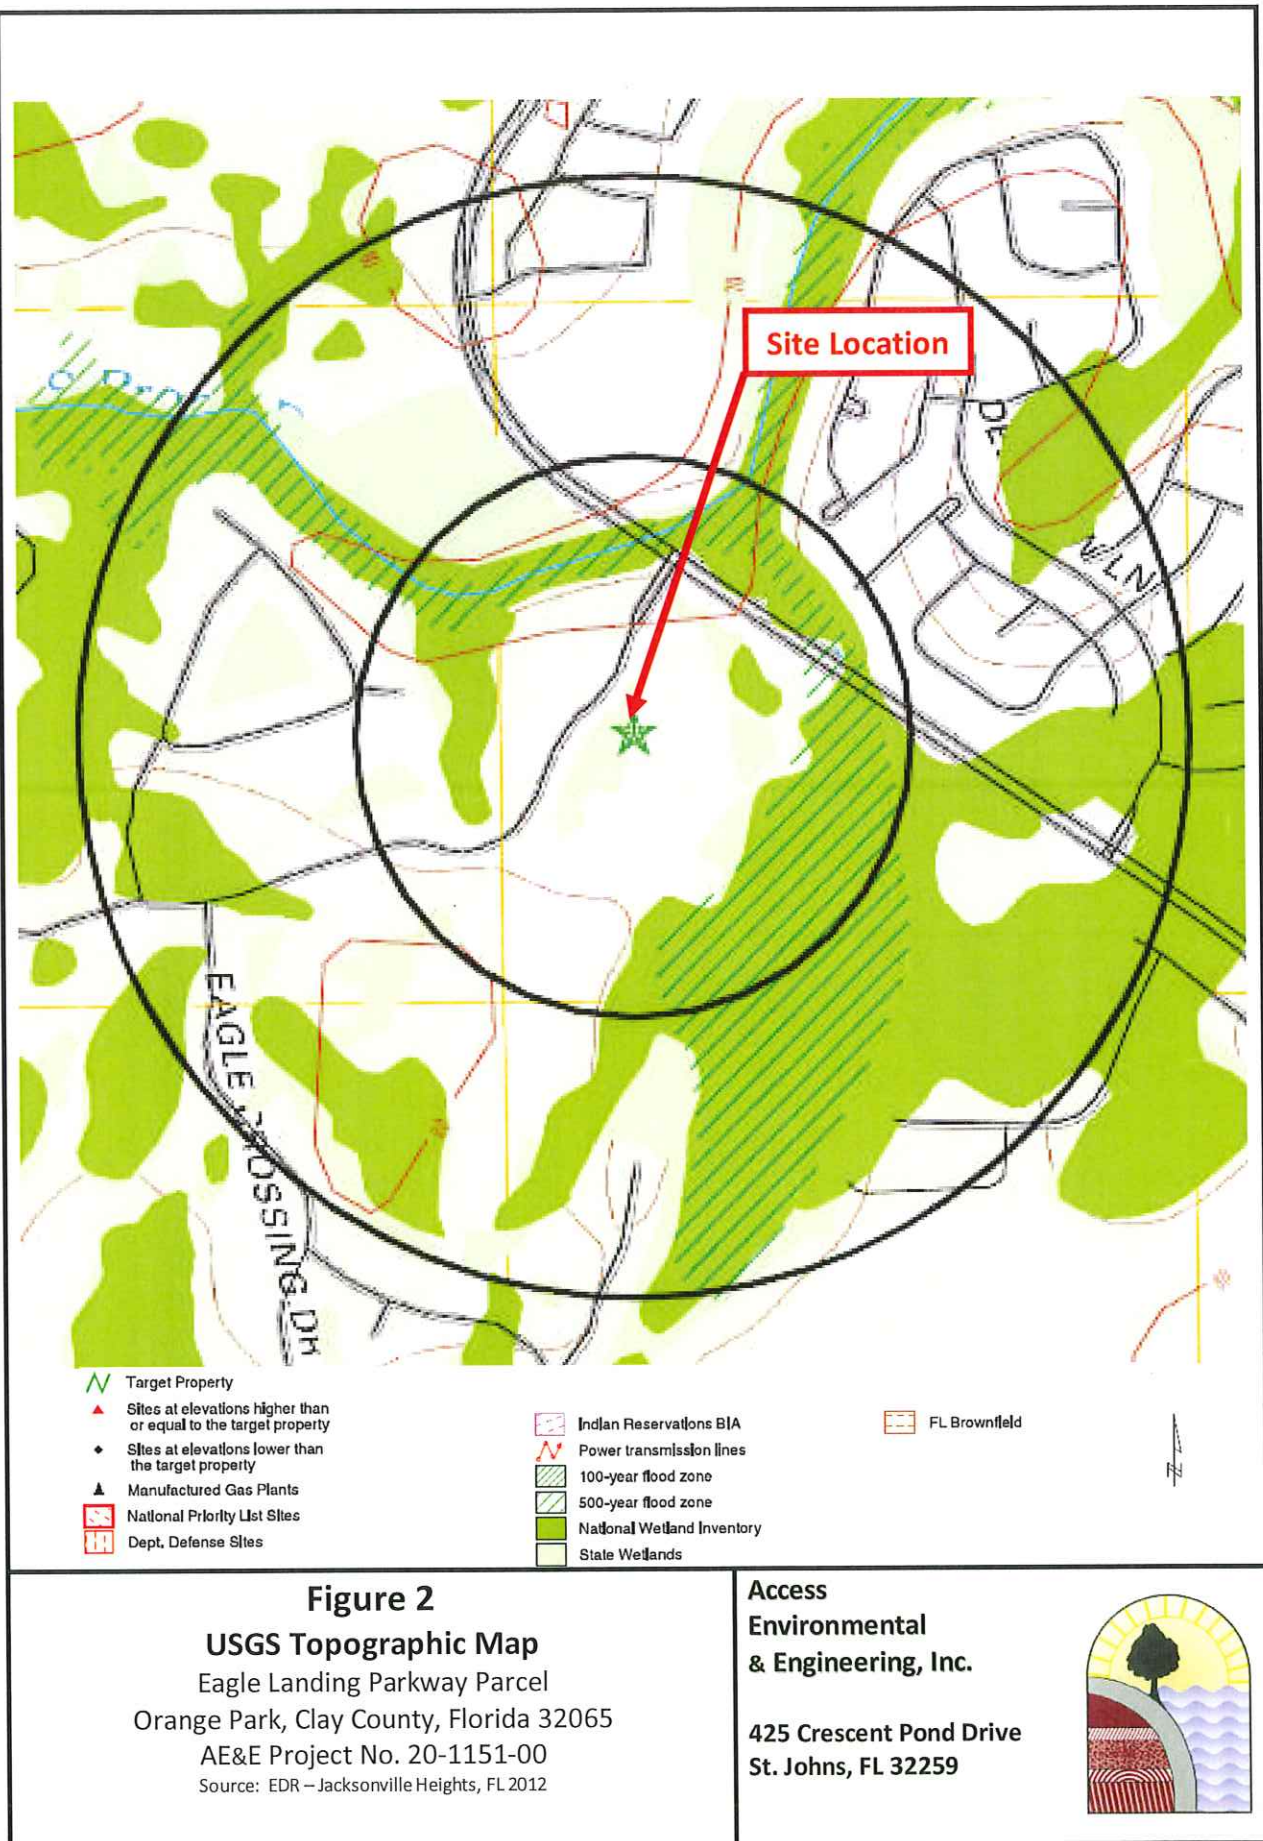 Site Location
DE
V LN
EAGLE CROSSING DR
Target Property
Sites at elevations higher than
or equal to the target property
Sites at elevations lower than
the target property
Manufactured Gas Plants
National Priority List Sites
Dept. Defense Sites
Indian Reservations BIA
Power transmission lines
100-year flood zone
500-year flood zone
National Wetland Inventory
State Wetlands
FL Brownfield
Figure 2
USGS Topographic Map
Eagle Landing Parkway Parcel
Orange Park, Clay County, Florida 32065
AE&E Project No. 20-1151-00
Source: EDR – Jacksonville Heights, FL 2012
Access
Environmental
& Engineering, Inc.
425 Crescent Pond Drive
St. Johns, FL 32259